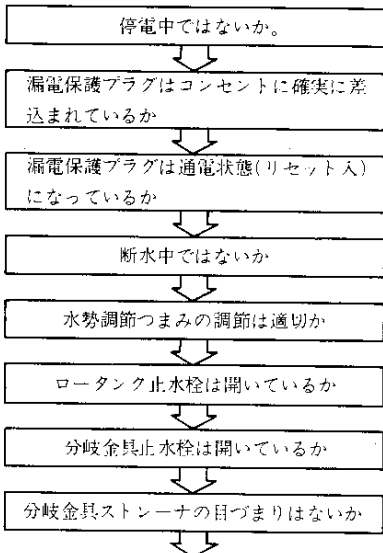 停電中ではないか。
漏電保護プラグはコンセントに確実に差
込まれているか
漏電保護プラグは通電状態(リセット入)
になっているか
断水中ではないか
水勢調節つまみの調節は適切か
ロータンク止水栓は開いているか
分岐金具止水栓は開いているか
分岐金具ストレーナの目づまりはないか